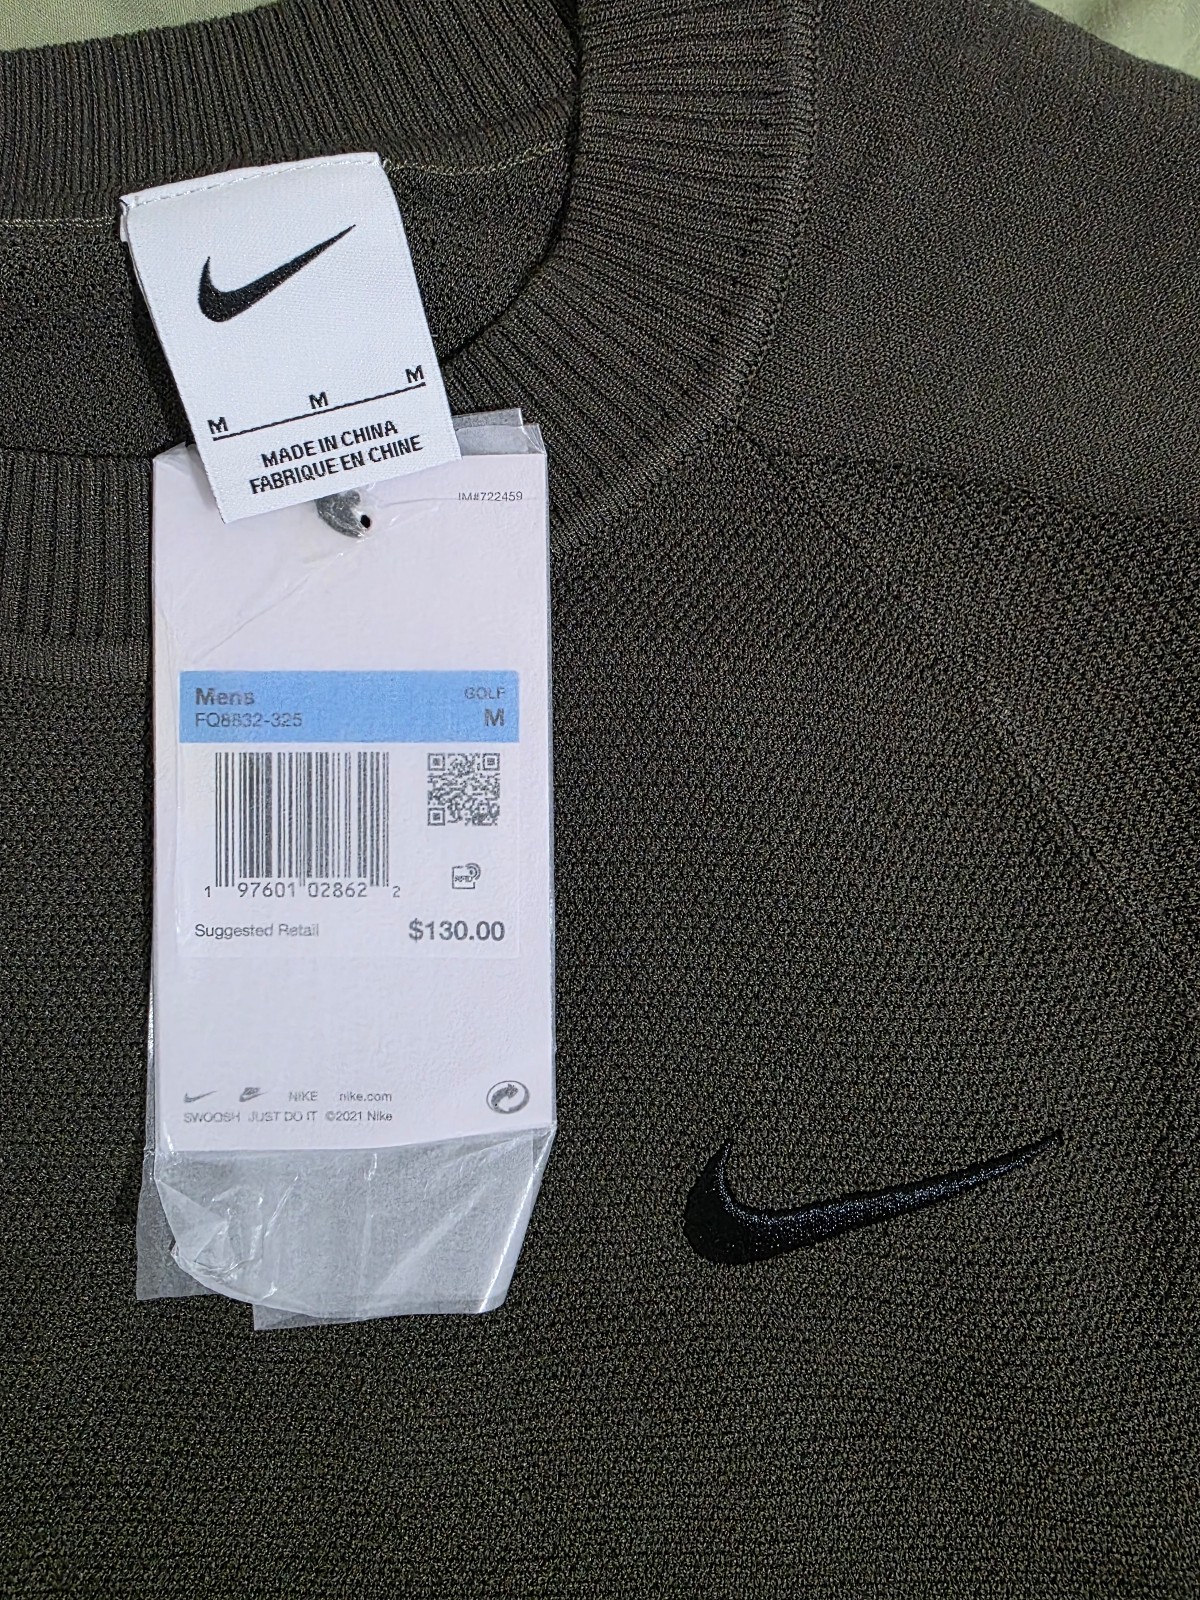 M M M
MADE IN CHINA
FABRIQUE EN CHINE
IM#722459
Mens GOLF
FQ8832-325 M
1 97601 02862 2
Suggested Retail $130.00
NIKE nike.com
SWOOSH JUST DO IT ©2021 Nike